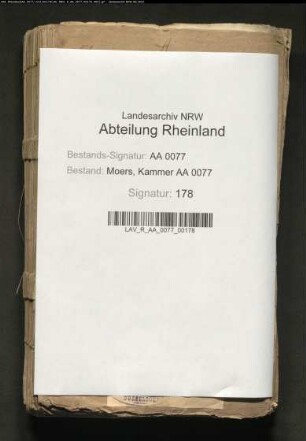 Landesarchiv NRW
Abteilung Rheinland
Bestands-Signatur: AA 0077
Bestand: Moers, Kammer AA 0077
Signatur: 178
LAV_R_AA_0077_00178